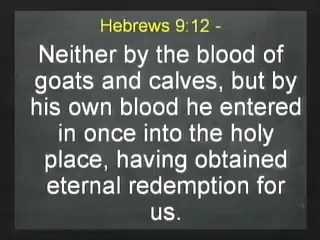 Hebrews 9:12 -
Neither by the blood of
goats and calves, but by
his own blood he entered
in once into the holy
place, having obtained
eternal redemption for
us.